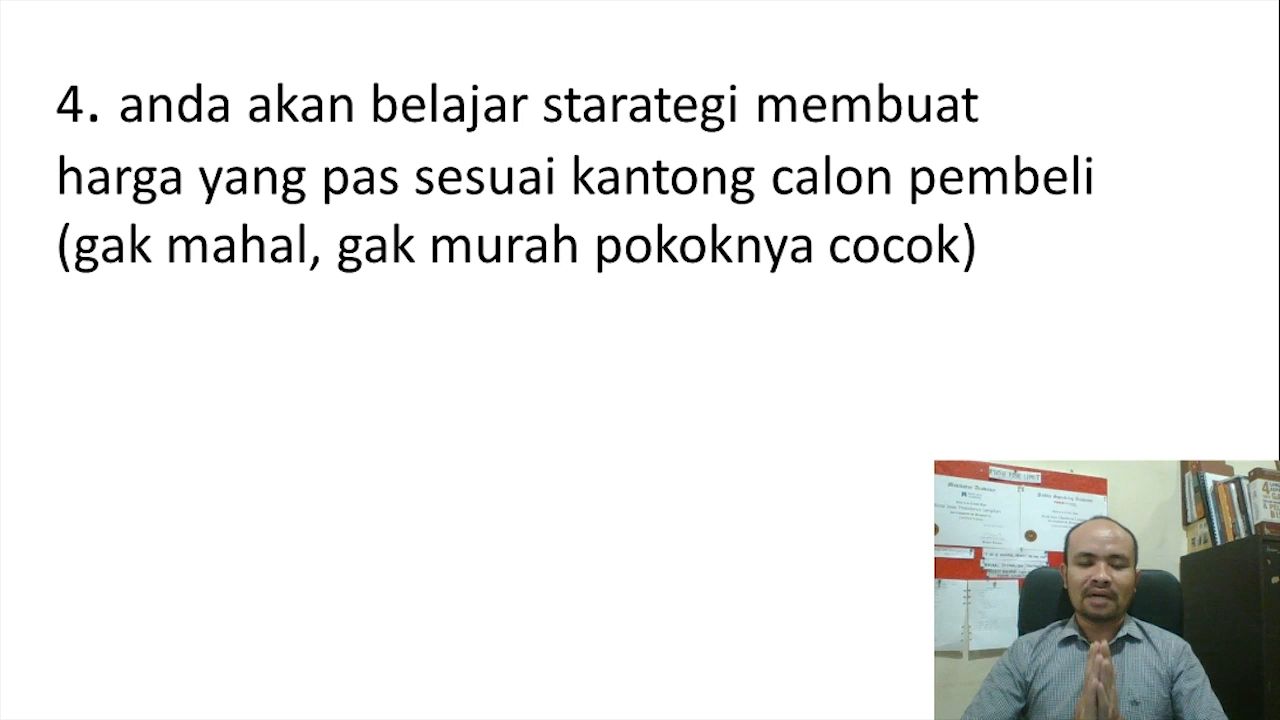 4. anda akan belajar starategi membuat
harga yang pas sesuai kantong calon pembeli
(gak mahal, gak murah pokoknya cocok)